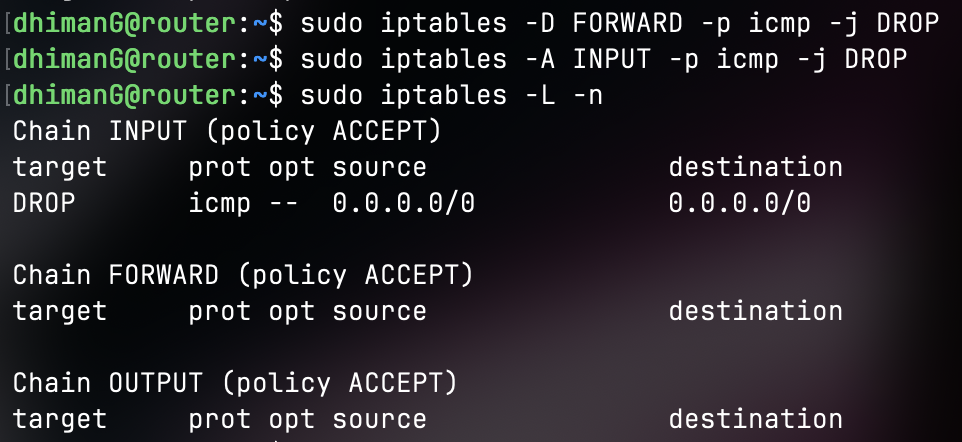 [dhimanG@router:~$ sudo iptables -D FORWARD -p icmp -j DROP
[dhimanG@router:~$ sudo iptables -A INPUT -p icmp -j DROP
[dhimanG@router:~$ sudo iptables -L -n
Chain INPUT (policy ACCEPT)
target     prot opt source               destination
DROP       icmp --  0.0.0.0/0            0.0.0.0/0

Chain FORWARD (policy ACCEPT)
target     prot opt source               destination

Chain OUTPUT (policy ACCEPT)
target     prot opt source               destination